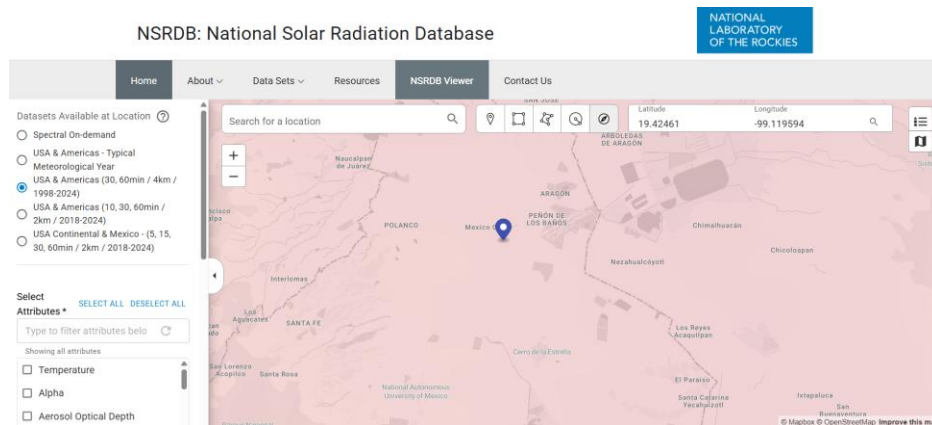 NSRDB: National Solar Radiation Database
NATIONAL
LABORATORY
OF THE ROCKIES
Home
About
Data Sets
Resources
NSRDB Viewer
Contact Us
Datasets Available at Location
Spectral On-demand
USA & Americas - Typical
Meteorological Year
USA & Americas (30, 60min / 4km /
1998-2024)
USA & Americas (10, 30, 60min /
2km / 2018-2024)
USA Continental & Mexico - (5, 15,
30, 60min / 2km / 2018-2024)
Select
Attributes *
SELECT ALL
DESELECT ALL
Type to filter attributes belo
Showing all attributes
Temperature
Alpha
Aerosol Optical Depth
Search for a location
Latitude
19.42461
Longitude
-99.119594
+
−
SAN JOSE
ARBOLEDAS
DE ARAGÓN
Naucalpan
de Juárez
ARAGÓN
POLANCO
Mexico
PEÑÓN DE
LOS BAÑOS
Chimalhuacán
Chicoloapan
Nezahualcóyotl
Interlomas
Los
Aguacates
SANTA FE
Los Reyes
Acaquilpan
Cerro de la Estrella
San Lorenzo
Acopilco
Santa Rosa
National Autonomous
University of Mexico
El Paraíso
Santa Catarina
Yecahuizotl
Ixtapaluca
San
Buenaventura
© Mapbox © OpenStreetMap Improve this ma